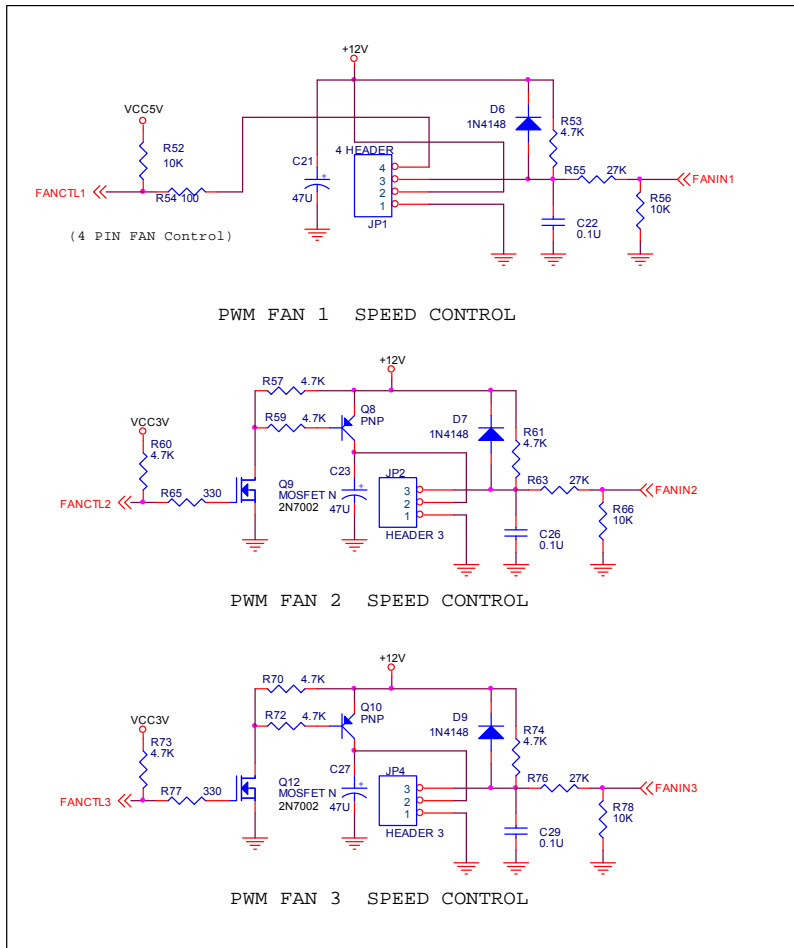 +12V
VCC5V
R52
10K
FANCTL1
R54 100
(4 PIN FAN Control)
C21
+
47U
4 HEADER
4
3
2
1
JP1
D6
1N4148
R53
4.7K
R55 27K
FANIN1
R56
10K
C22
0.1U
PWM FAN 1 SPEED CONTROL
+12V
R57 4.7K
R59 4.7K
Q8
PNP
VCC3V
R60
4.7K
FANCTL2
R65 330
Q9
MOSFET N
2N7002
C23
+
47U
JP2
3
2
1
HEADER 3
D7
1N4148
R61
4.7K
R63 27K
FANIN2
R66
10K
C26
0.1U
PWM FAN 2 SPEED CONTROL
+12V
R70 4.7K
R72 4.7K
Q10
PNP
VCC3V
R73
4.7K
FANCTL3
R77 330
Q12
MOSFET N
2N7002
C27
+
47U
JP4
3
2
1
HEADER 3
D9
1N4148
R74
4.7K
R76 27K
FANIN3
R78
10K
C29
0.1U
PWM FAN 3 SPEED CONTROL